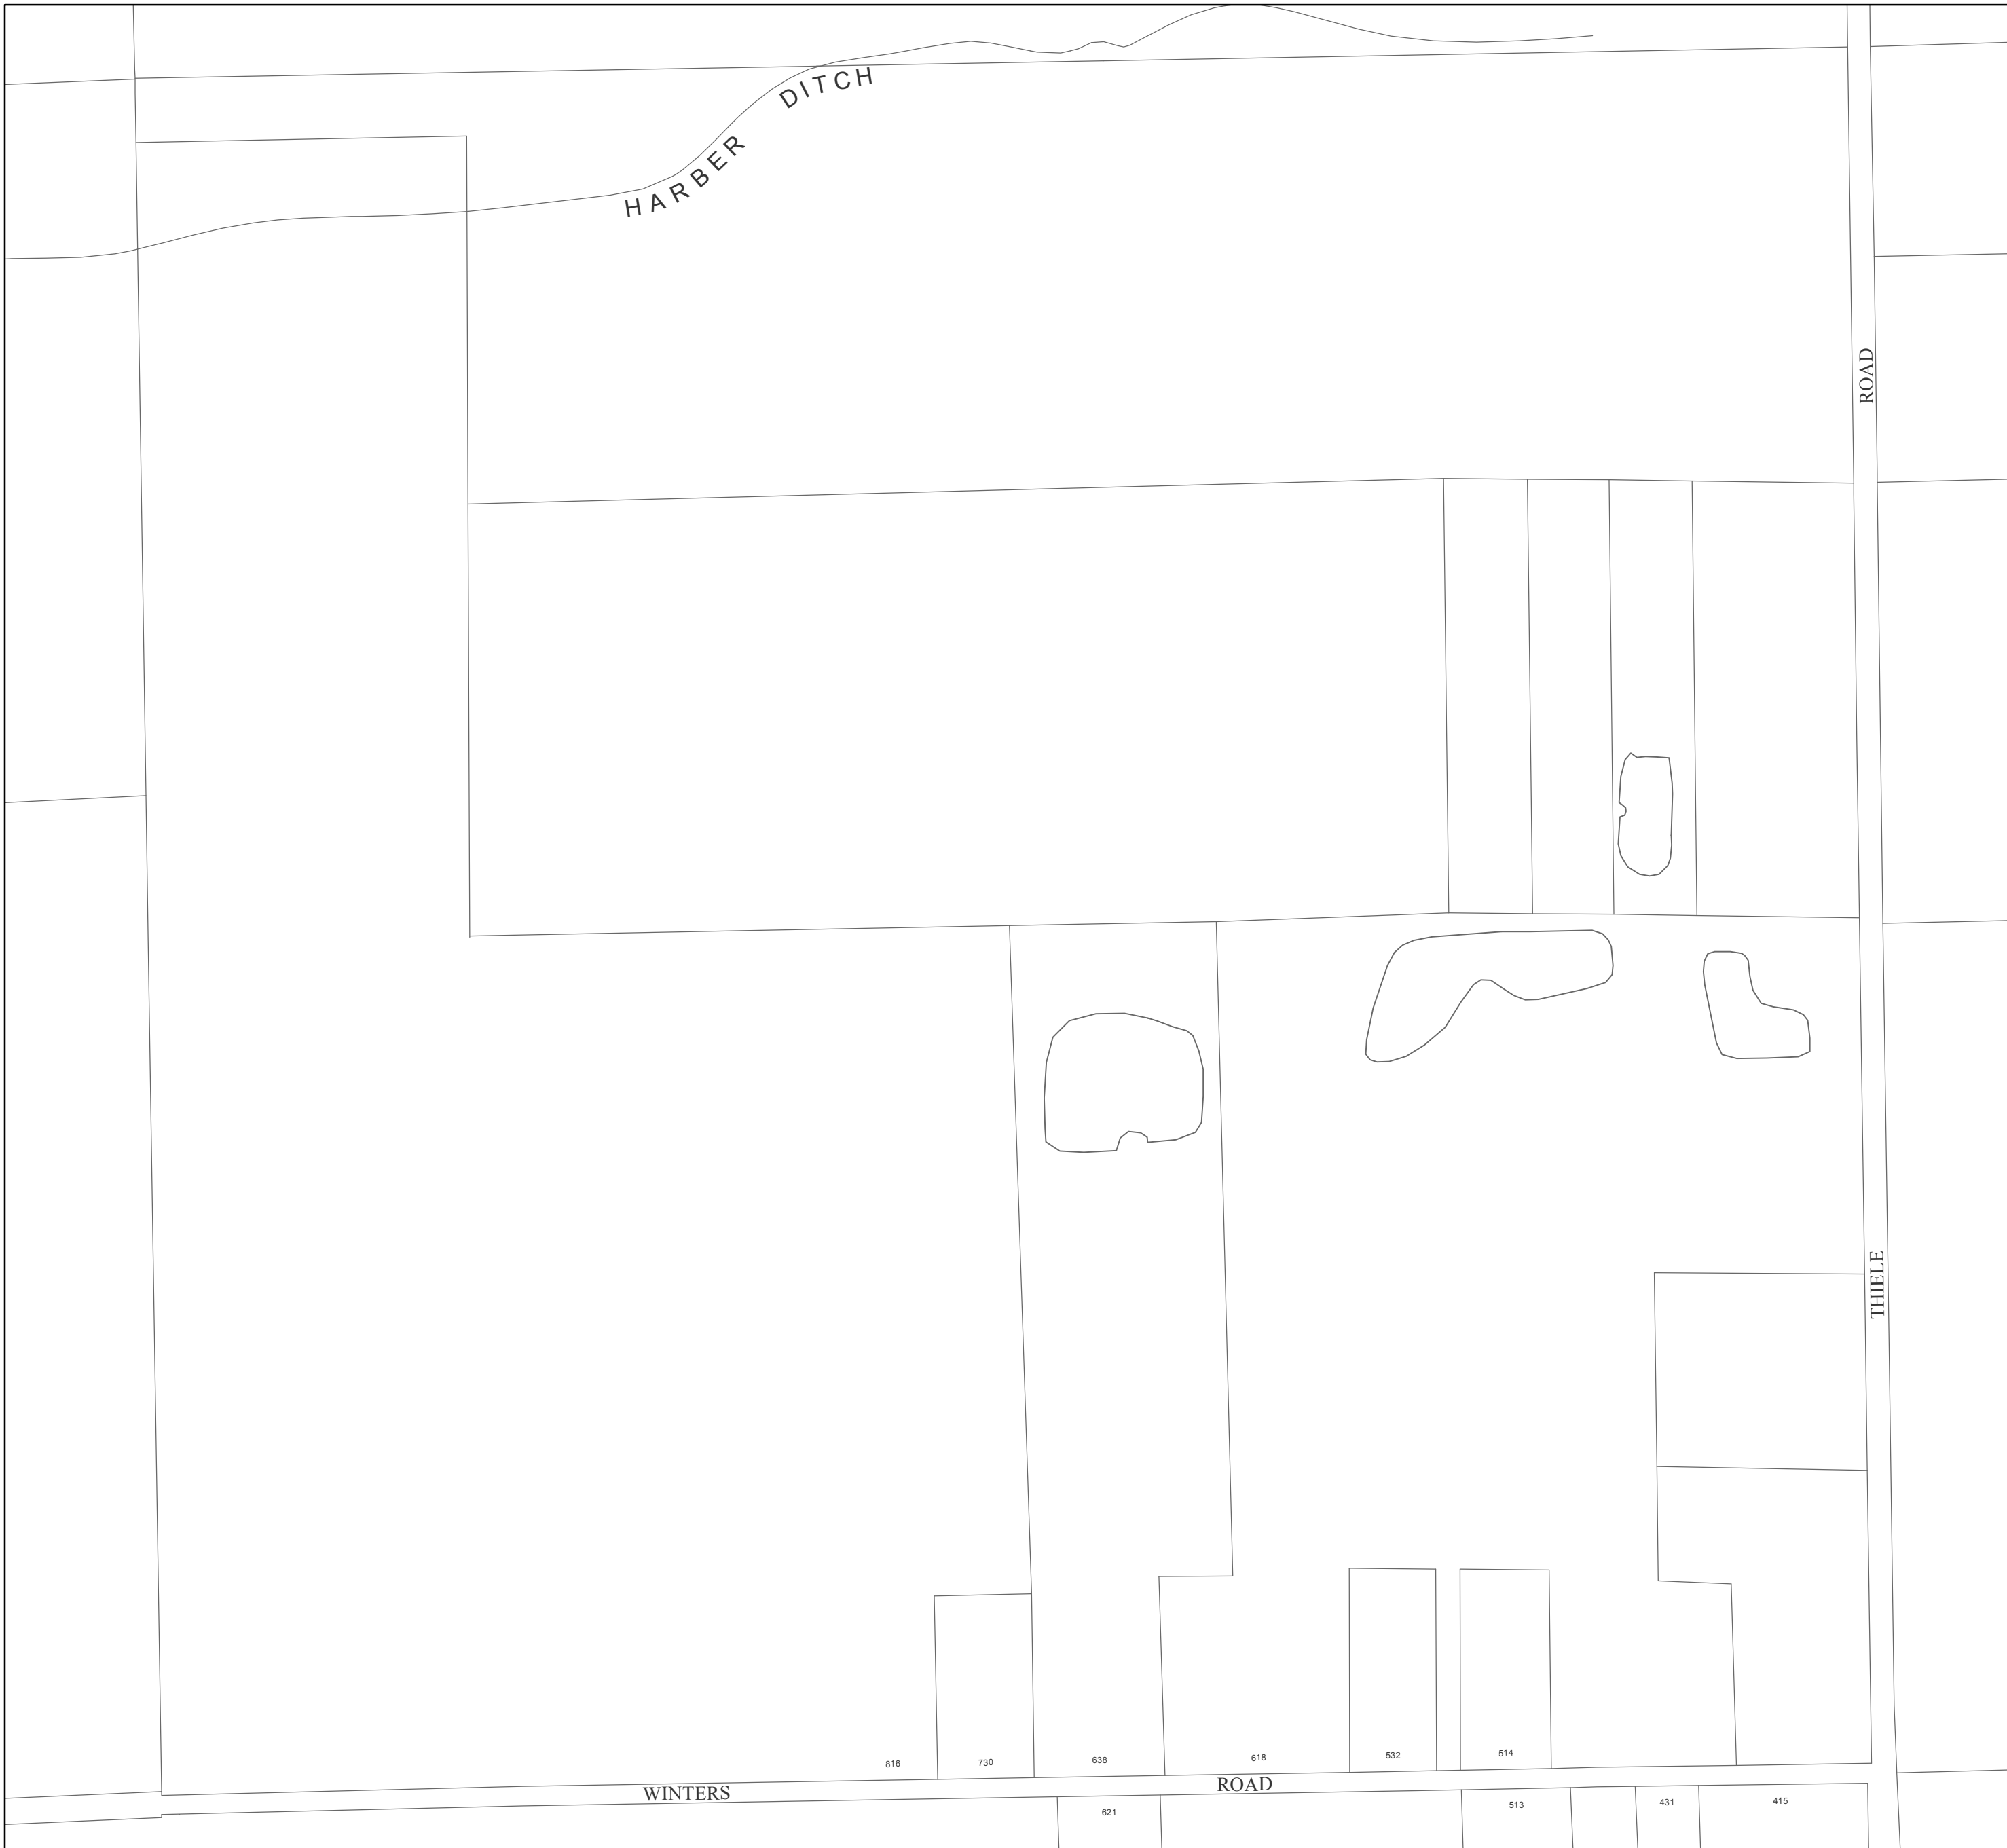 HARBER DITCH
ROAD
THIELE
816 730 638 618 532 514
WINTERS ROAD
621 513 431 415